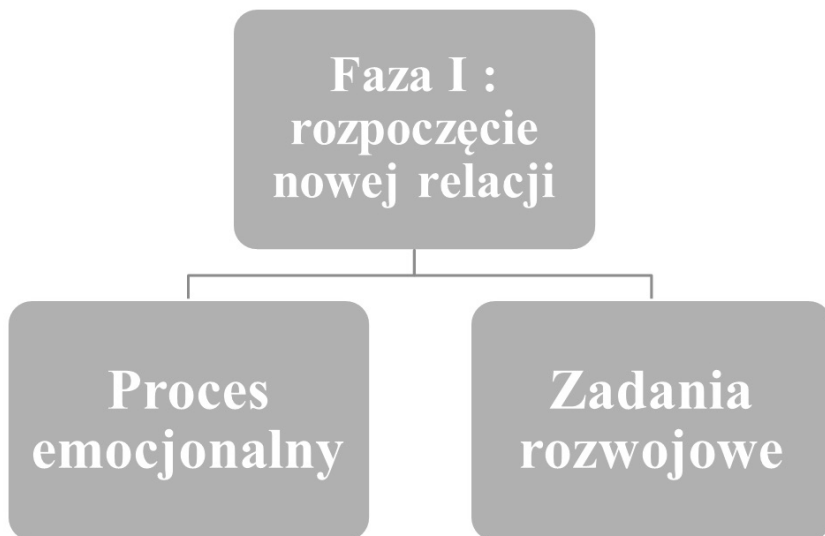 Faza I :
rozpoczęcie
nowej relacji
Proces
emocjonalny
Zadania
rozwojowe